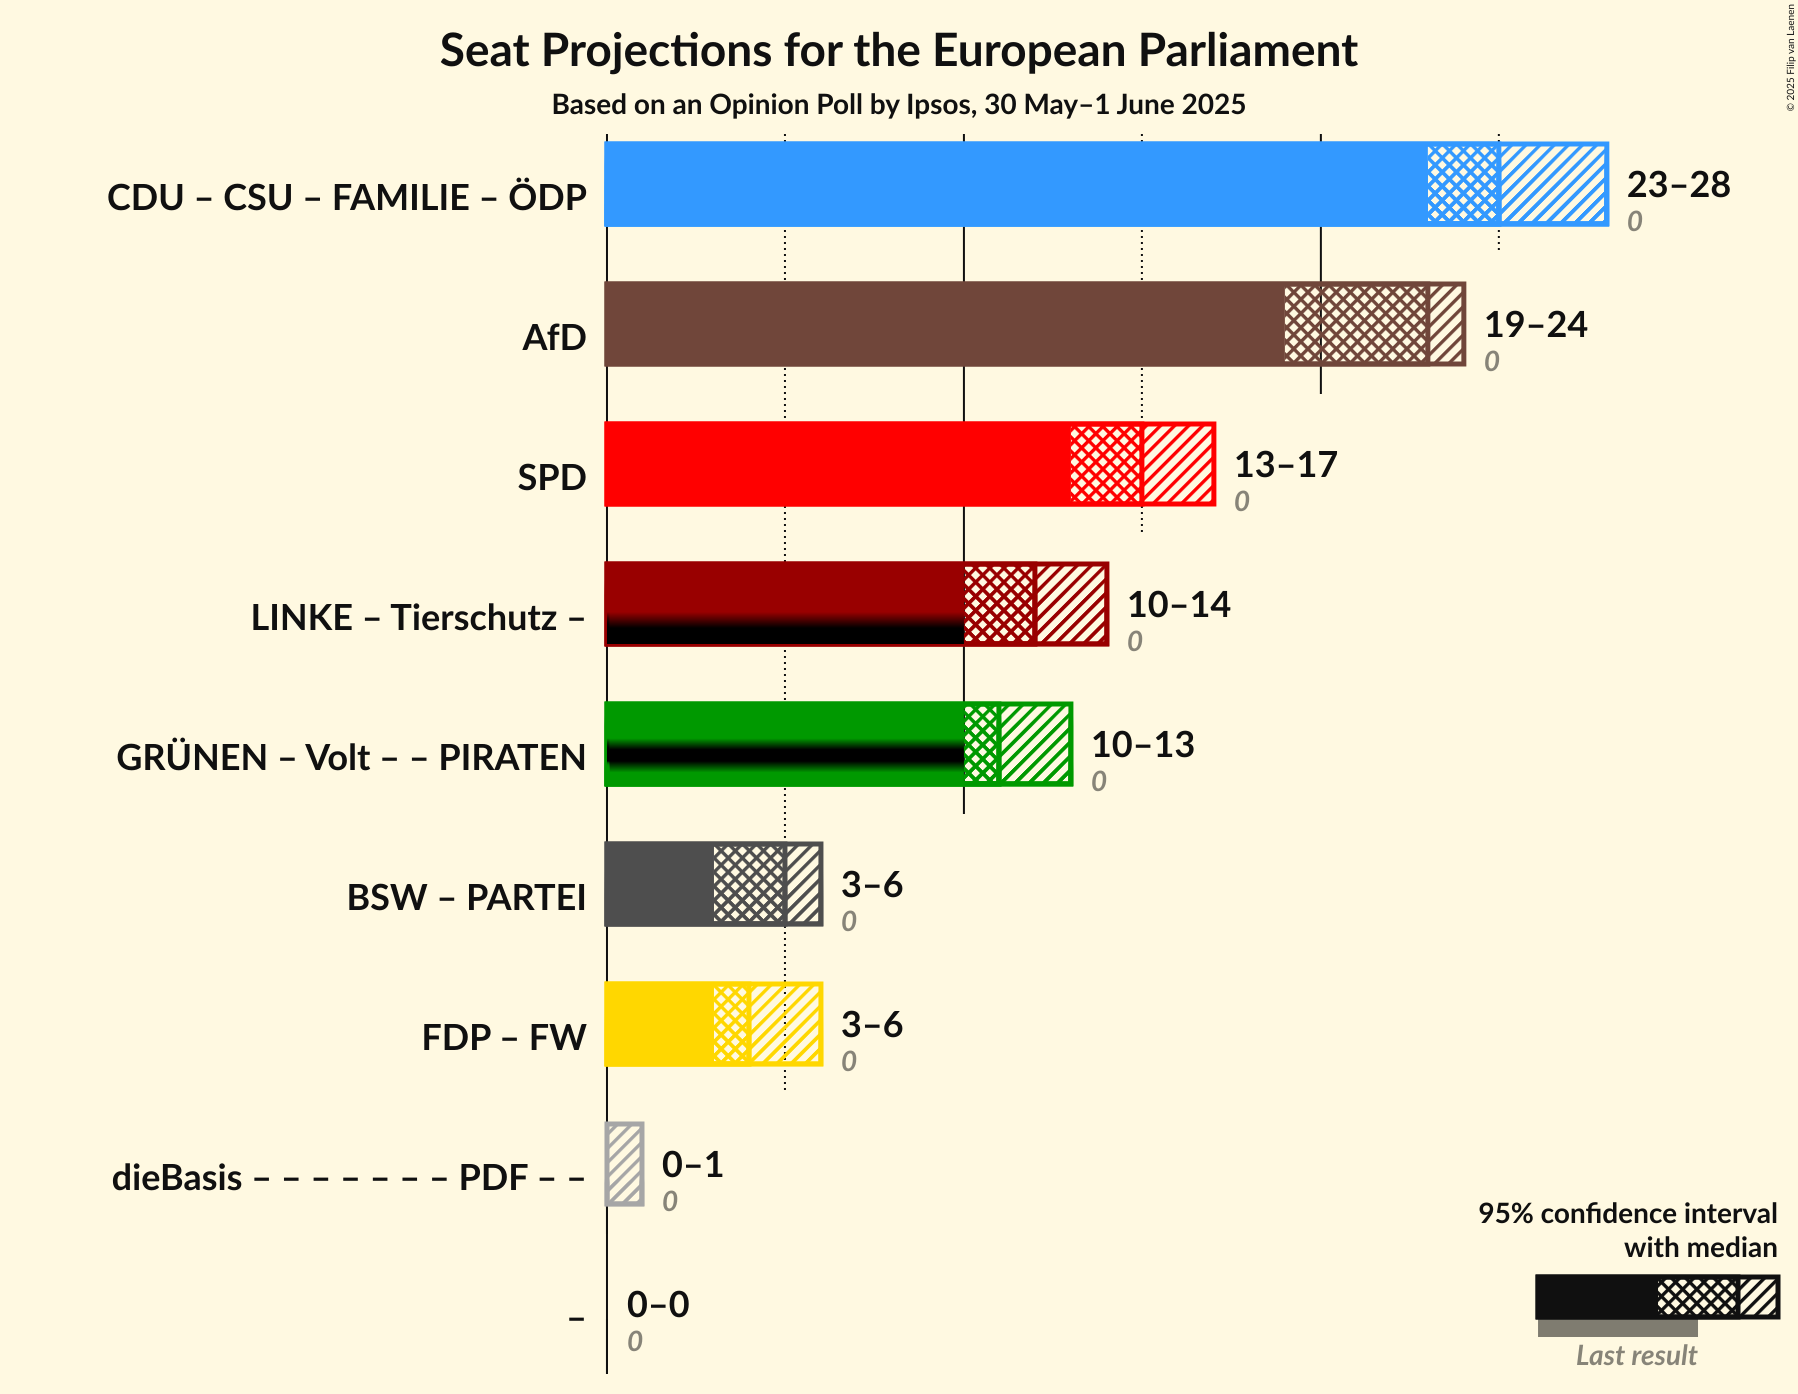 Seat Projections for the European Parliament
Based on an Opinion Poll by Ipsos, 30 May–1 June 2025
© 2025 Filip van Laenen
CDU – CSU – FAMILIE – ÖDP
23–28
0
AfD
19–24
0
SPD
13–17
0
LINKE – Tierschutz –
10–14
0
GRÜNEN – Volt – – PIRATEN
10–13
0
BSW – PARTEI
3–6
0
FDP – FW
3–6
0
dieBasis – – – – – – – PDF – –
0–1
0
–
0–0
0
95% confidence interval
with median
Last result